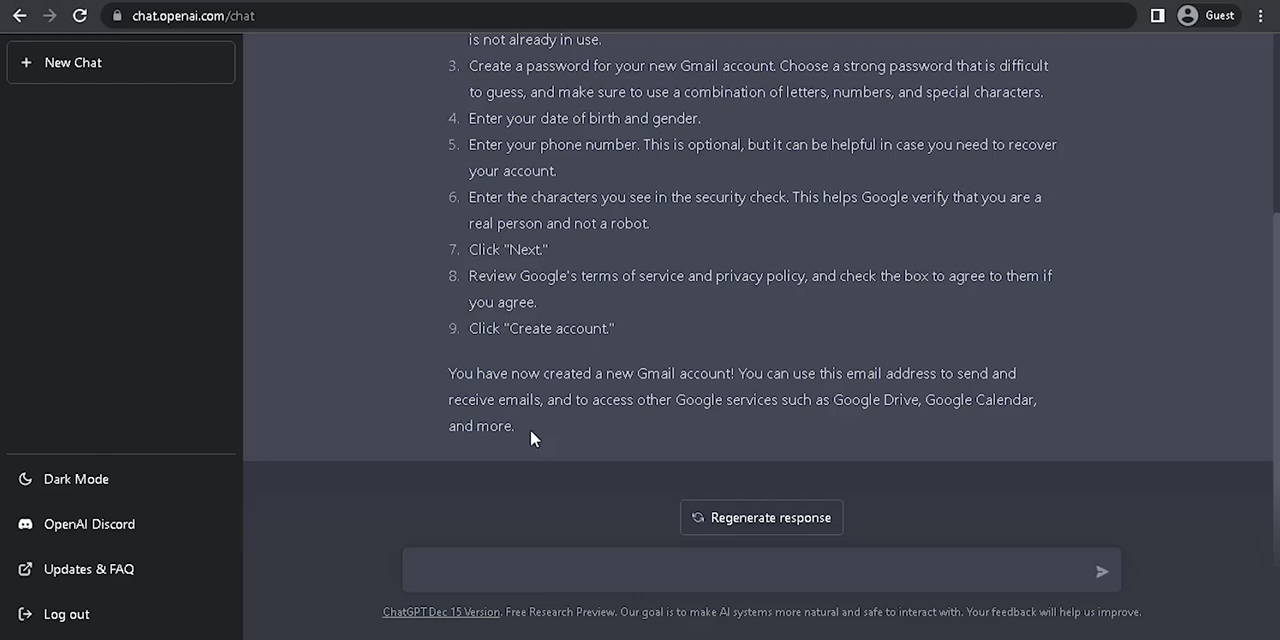 chat.openai.com/chat
Guest
+ New Chat
is not already in use.
3. Create a password for your new Gmail account. Choose a strong password that is difficult
to guess, and make sure to use a combination of letters, numbers, and special characters.
4. Enter your date of birth and gender.
5. Enter your phone number. This is optional, but it can be helpful in case you need to recover
your account.
6. Enter the characters you see in the security check. This helps Google verify that you are a
real person and not a robot.
7. Click "Next."
8. Review Google's terms of service and privacy policy, and check the box to agree to them if
you agree.
9. Click "Create account."
You have now created a new Gmail account! You can use this email address to send and
receive emails, and to access other Google services such as Google Drive, Google Calendar,
and more.
Dark Mode
OpenAI Discord
Updates & FAQ
Log out
Regenerate response
ChatGPT Dec 15 Version. Free Research Preview. Our goal is to make AI systems more natural and safe to interact with. Your feedback will help us improve.